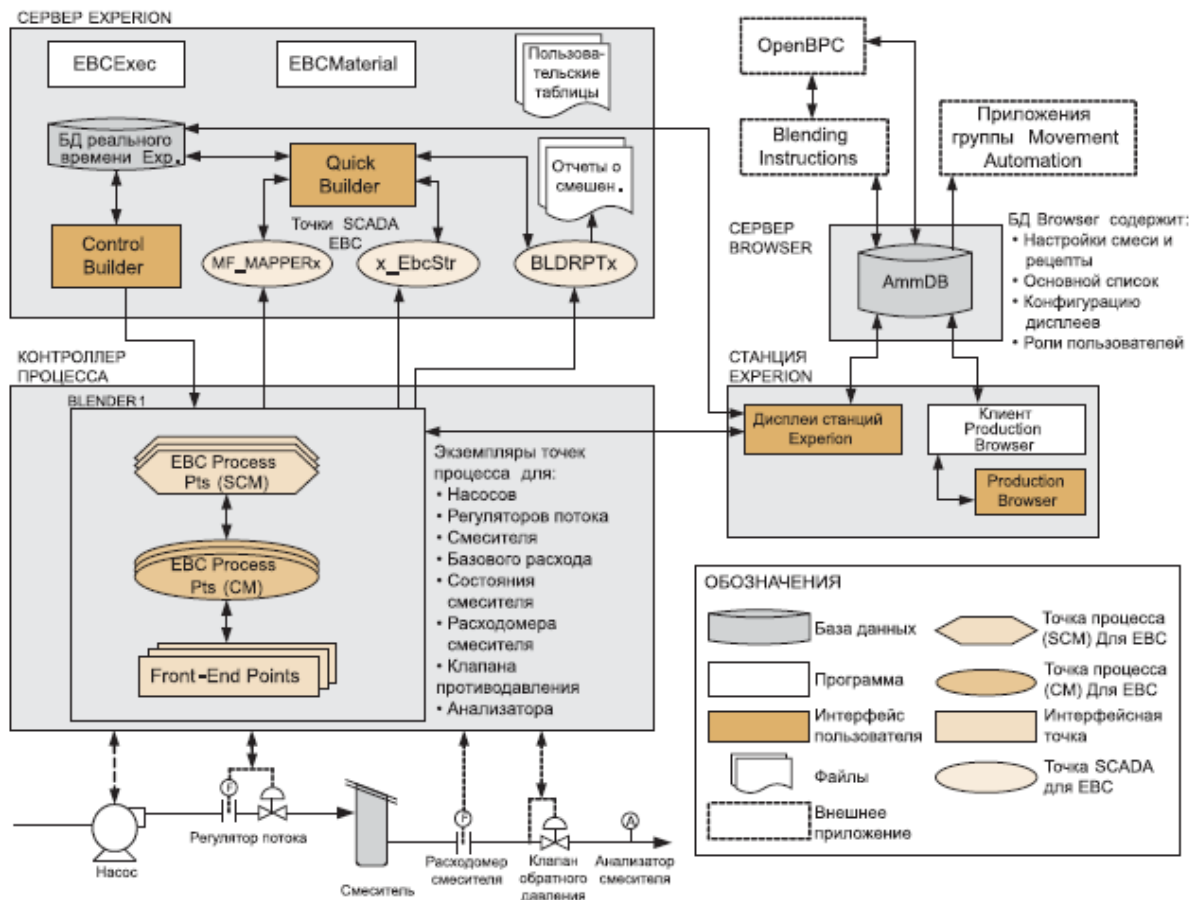 СЕРВЕР EXPERION
EBCExec
EBCMaterial
Пользова-
тельские
таблицы
БД реального
времени Exp.
Quick
Builder
Отчеты о
смешен.
Control
Builder
Точки SCADA
EBC
MF_MAPPERx
x_EbcStr
BLDRPTx
OpenBPC
Blending
Instructions
Приложения
группы Movement
Automation
СЕРВЕР
BROWSER
AmmDB
БД Browser содержит:
• Настройки смеси и
рецепты
• Основной список
• Конфигурацию
дисплеев
• Роли пользователей
КОНТРОЛЛЕР
ПРОЦЕССА
BLENDER1
EBC Process
Pts (SCM)
EBC Process
Pts (CM)
Front-End Points
Экземпляры точек
процесса для:
• Насосов
• Регуляторов потока
• Смесителя
• Базового расхода
• Состояния
смесителя
• Расходомера
смесителя
• Клапана
противодавления
• Анализатора
СТАНЦИЯ
EXPERION
Дисплеи станций
Experion
Клиент
Production
Browser
Production
Browser
F
F
A
Насос
Регулятор потока
Смеситель
Расходомер
смесителя
Клапан
обратного
давления
Анализатор
смесителя
ОБОЗНАЧЕНИЯ
База данных
Точка процесса
(SCM) Для EBC
Программа
Точка процесса
(CM) Для EBC
Интерфейс
пользователя
Интерфейсная
точка
Файлы
Точка SCADA
для EBC
Внешнее
приложение